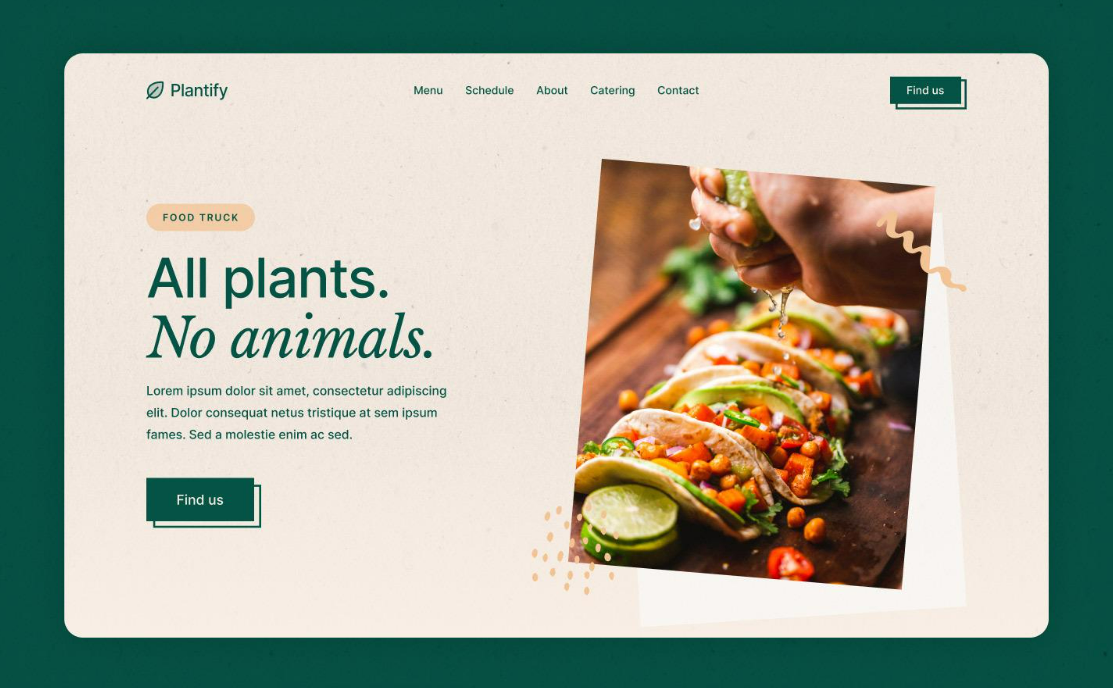 Plantify
Menu Schedule About Catering Contact
Find us
FOOD TRUCK
All plants.
No animals.
Lorem ipsum dolor sit amet, consectetur adipiscing
elit. Dolor consequat netus tristique at sem ipsum
fames. Sed a molestie enim ac sed.
Find us